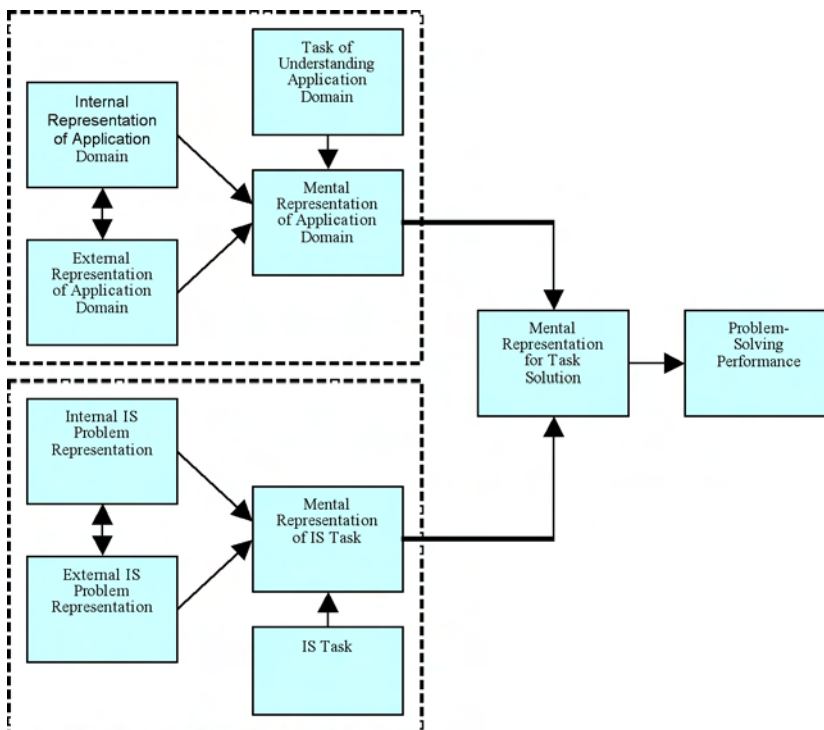 Task of
Understanding
Application
Domain
Internal
Representation
of Application
Domain
Mental
Representation
of Application
Domain
External
Representation
of Application
Domain
Mental
Representation
for Task
Solution
Problem-
Solving
Performance
Internal IS
Problem
Representation
Mental
Representation
of IS Task
External IS
Problem
Representation
IS Task